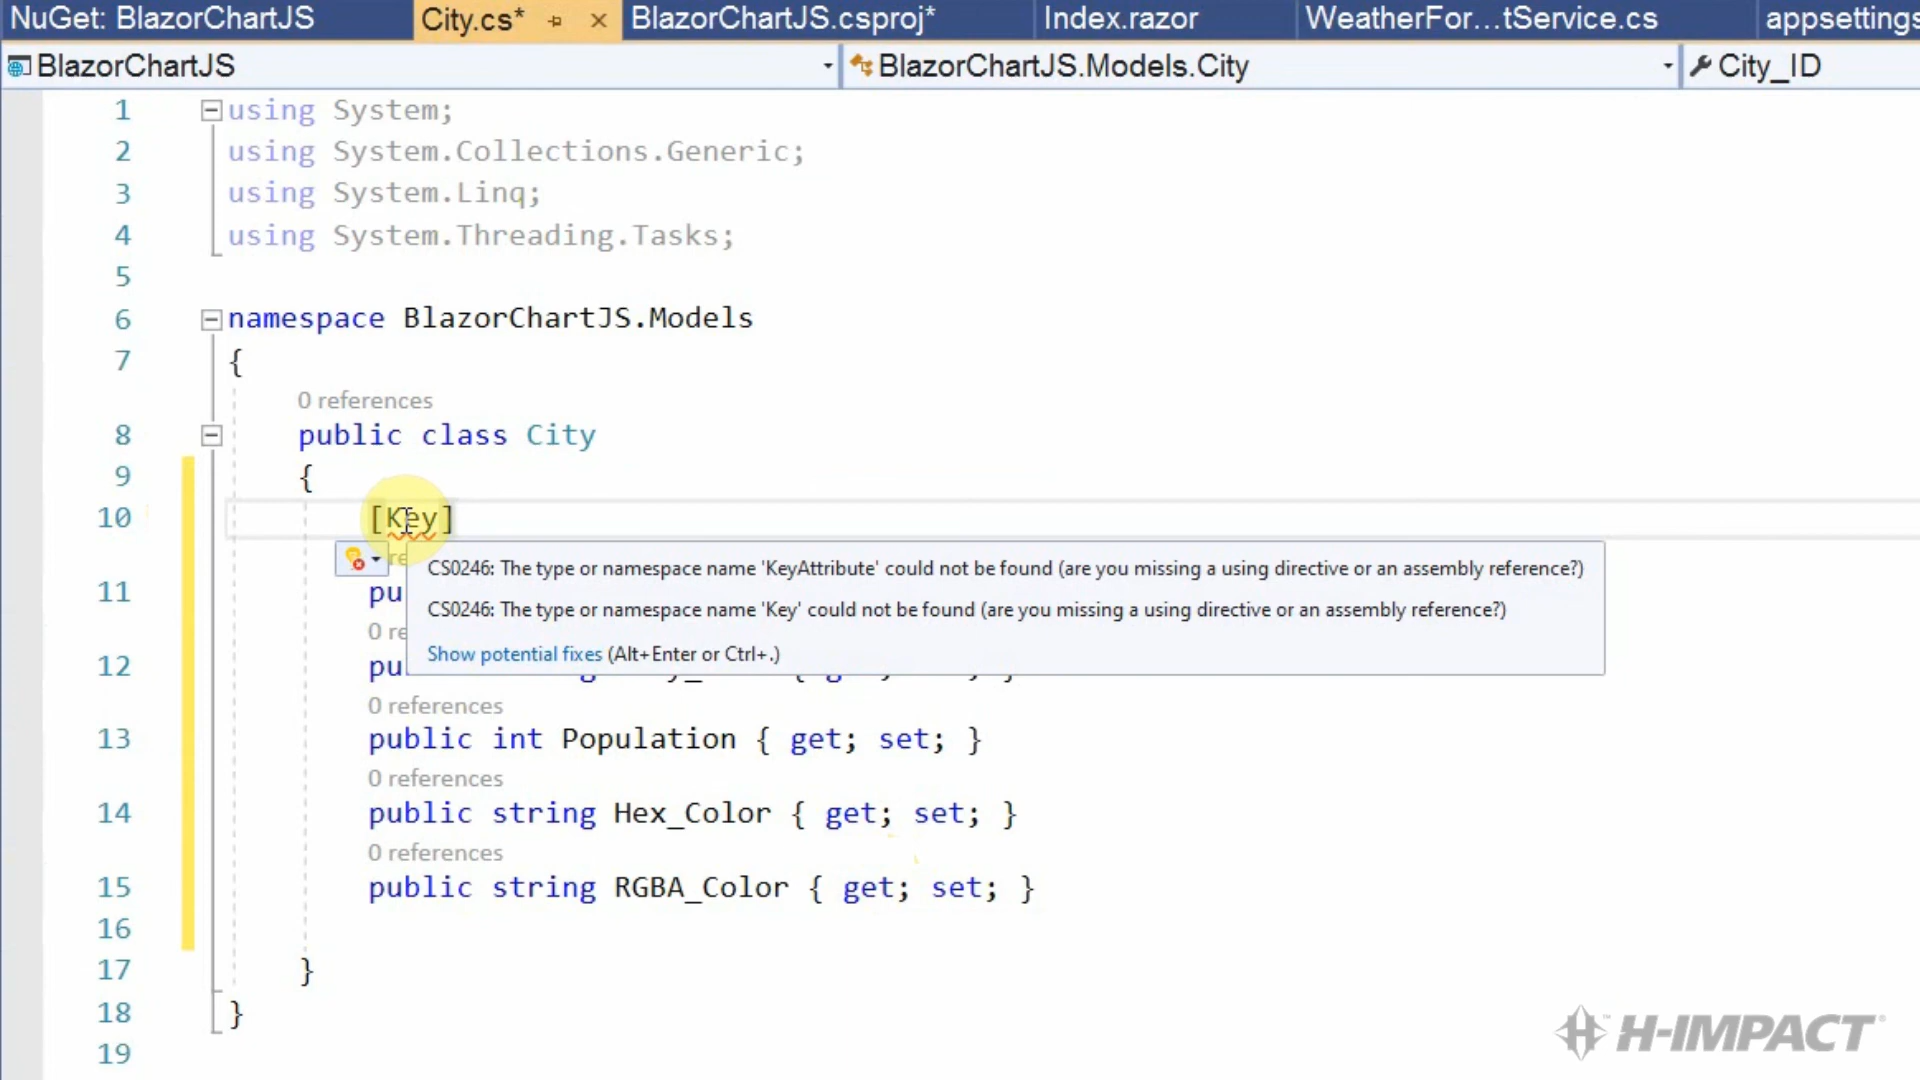 NuGet: BlazorChartJS City.cs* BlazorChartJS.csproj* Index.razor WeatherFor...tService.cs appsettings
BlazorChartJS BlazorChartJS.Models.City City_ID
1 using System;
2 using System.Collections.Generic;
3 using System.Linq;
4 using System.Threading.Tasks;
5
6 namespace BlazorChartJS.Models
7 {
0 references
8 public class City
9 {
10 [Key]
CS0246: The type or namespace name 'KeyAttribute' could not be found (are you missing a using directive or an assembly reference?)
11 pu
CS0246: The type or namespace name 'Key' could not be found (are you missing a using directive or an assembly reference?)
0 re
Show potential fixes (Alt+Enter or Ctrl+.)
12 pu
0 references
13 public int Population { get; set; }
0 references
14 public string Hex_Color { get; set; }
0 references
15 public string RGBA_Color { get; set; }
16
17 }
18 }
19
H-IMPACT